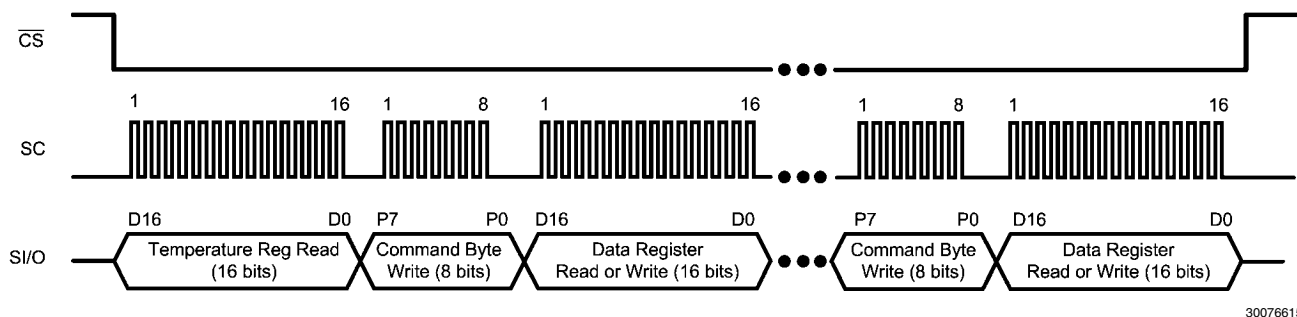 CS
1 16 1 8 1 16 1 8 1 16
SC
D16 D0 P7 P0 D16 D0 P7 P0 D16 D0
SI/O Temperature Reg Read Command Byte Data Register Command Byte Data Register
(16 bits) Write (8 bits) Read or Write (16 bits) Write (8 bits) Read or Write (16 bits)
30076615